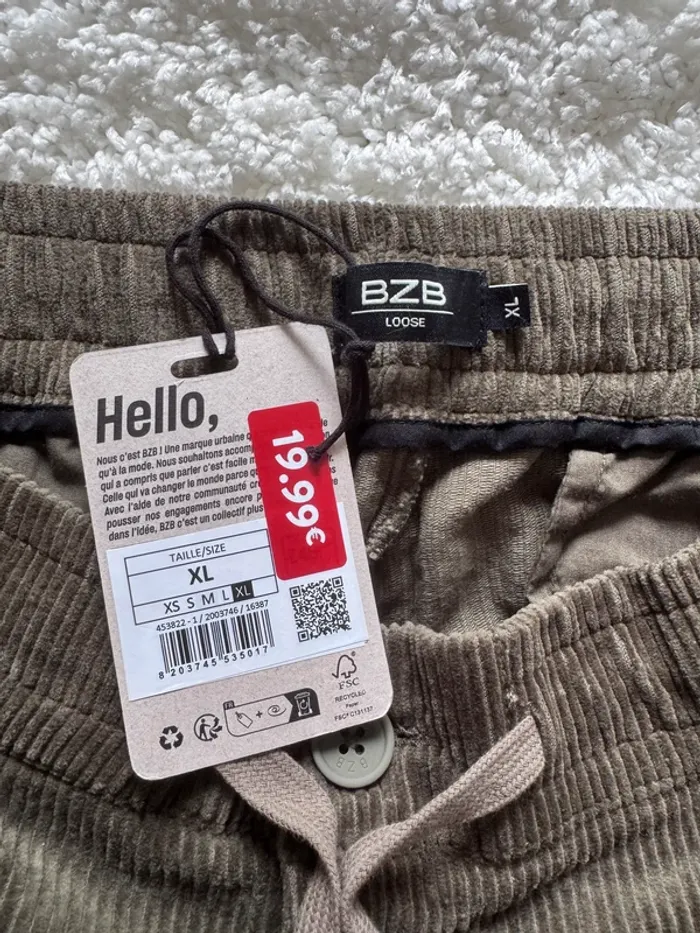 BZB
LOOSE
XL
Hello,
Nous c'est BZB ! Une marque urbaine
qu'à la mode. Nous souhaitons
qui a compris que parler c'est facile
Celle qui va changer le monde parce
Avec l'aide de notre communauté
pousser nos engagements encore
dans l'idée, BZB c'est un collectif plus
19.99€
TAILLE/SIZE
XL
XS S M L XL
453822 - 1 / 2003746 / 16387
8 203745 535017
FSC
RECYCLED
Paper
FSC® C131137
FR
+
BZB